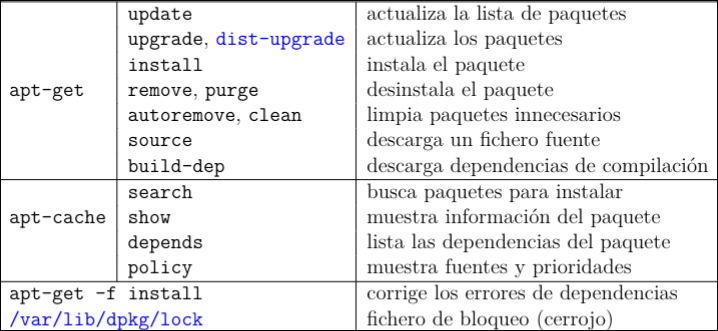 update actualiza la lista de paquetes
upgrade, dist-upgrade actualiza los paquetes
install instala el paquete
apt-get remove, purge desinstala el paquete
autoremove, clean limpia paquetes innecesarios
source descarga un fichero fuente
build-dep descarga dependencias de compilación
search busca paquetes para instalar
apt-cache show muestra información del paquete
depends lista las dependencias del paquete
policy muestra fuentes y prioridades
apt-get -f install corrige los errores de dependencias
/var/lib/dpkg/lock fichero de bloqueo (cerrojo)